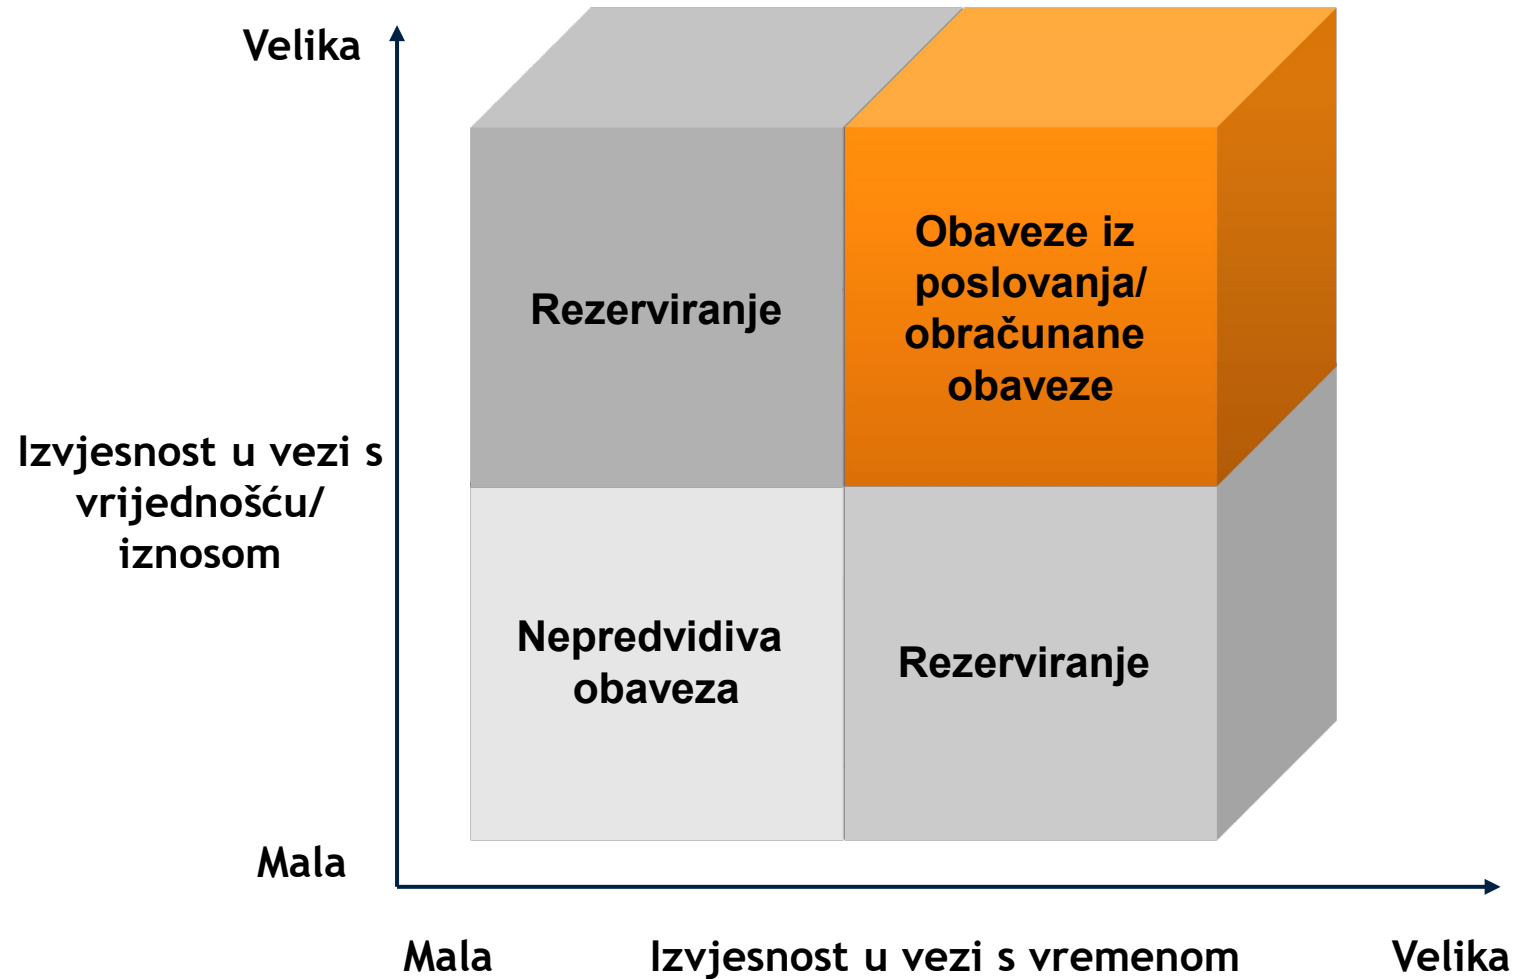 Velika
Rezerviranje
Obaveze iz
poslovanja/
obračunane
obaveze
Izvjesnost u vezi s
vrijednošću/
iznosom
Nepredvidiva
obaveza
Rezerviranje
Mala
Mala
Izvjesnost u vezi s vremenom
Velika